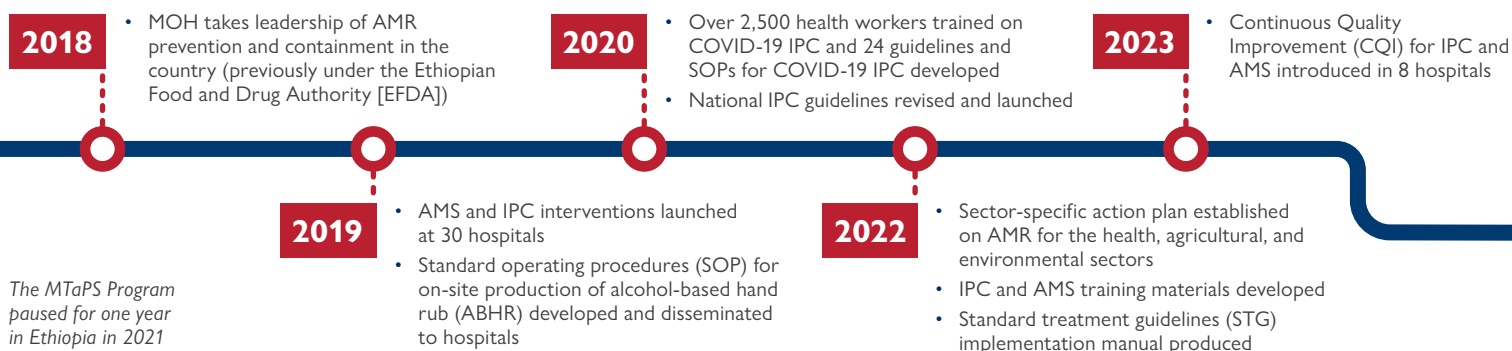 2018
• MOH takes leadership of AMR
prevention and containment in the
country (previously under the Ethiopian
Food and Drug Authority [EFDA])
2019
• AMS and IPC interventions launched
at 30 hospitals
• Standard operating procedures (SOP) for
on-site production of alcohol-based hand
rub (ABHR) developed and disseminated
to hospitals
2020
• Over 2,500 health workers trained on
COVID-19 IPC and 24 guidelines and
SOPs for COVID-19 IPC developed
• National IPC guidelines revised and launched
The MTaPS Program
paused for one year
in Ethiopia in 2021
2022
• Sector-specific action plan established
on AMR for the health, agricultural, and
environmental sectors
• IPC and AMS training materials developed
• Standard treatment guidelines (STG)
implementation manual produced
2023
• Continuous Quality
Improvement (CQI) for IPC and
AMS introduced in 8 hospitals